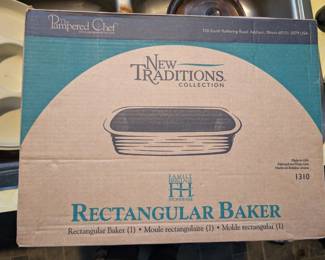 The Pampered Chef
NEW
TRADITIONS
COLLECTION
FAMILY
HERITAGE
FH
STONEWARE
1310
RECTANGULAR BAKER
Rectangular Baker (1) • Moule rectangulaire (1) • Molde rectangular (1)